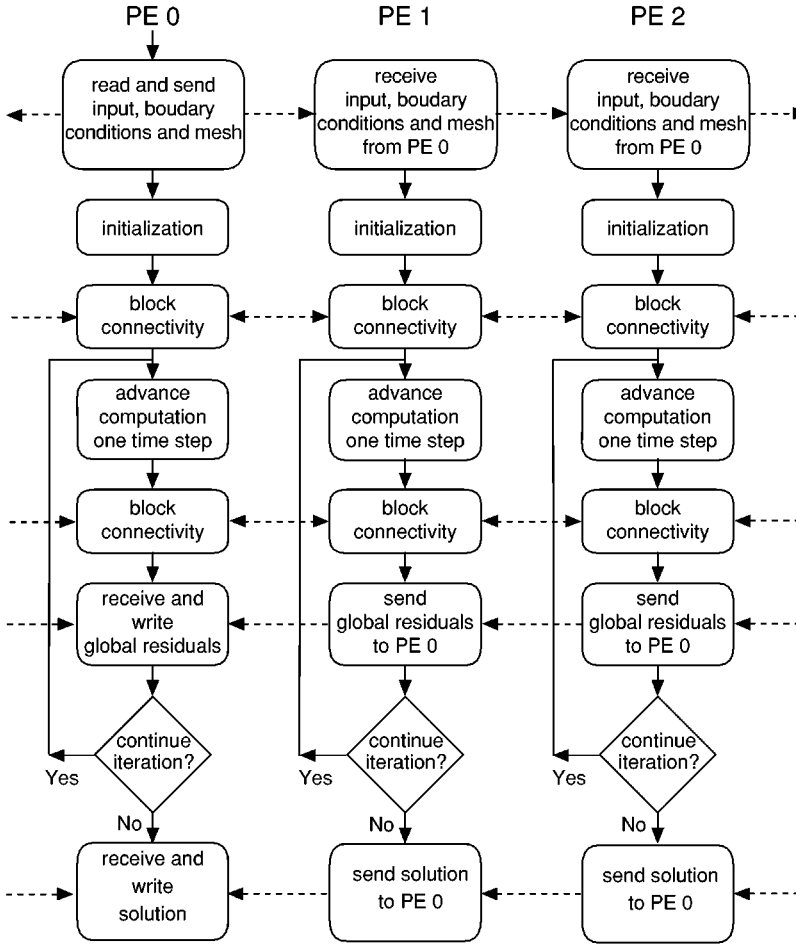 PE 0
PE 1
PE 2
read and send
input, boudary
conditions and mesh
receive
input, boudary
conditions and mesh
from PE 0
receive
input, boudary
conditions and mesh
from PE 0
initialization
initialization
initialization
block
connectivity
block
connectivity
block
connectivity
advance
computation
one time step
advance
computation
one time step
advance
computation
one time step
block
connectivity
block
connectivity
block
connectivity
receive and
write
global residuals
send
global residuals
to PE 0
send
global residuals
to PE 0
continue
iteration?
continue
iteration?
continue
iteration?
Yes
Yes
Yes
No
No
No
receive and
write
solution
send solution
to PE 0
send solution
to PE 0